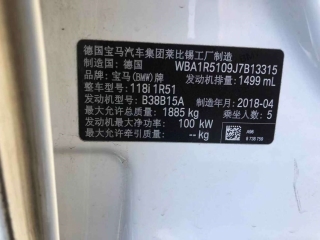 德国宝马汽车集团莱比锡工厂制造
制造国：德国 WBA1R5109J7B13315
品牌：宝马(BMW)牌 发动机排量：1499 mL
整车型号：118i 1R51
发动机型号：B38B15A 制造年月：2018-04
最大允许总质量：1885 kg 乘坐人数：5
发动机最大净功率：100 kW
最大允许牵引质量：-- kg